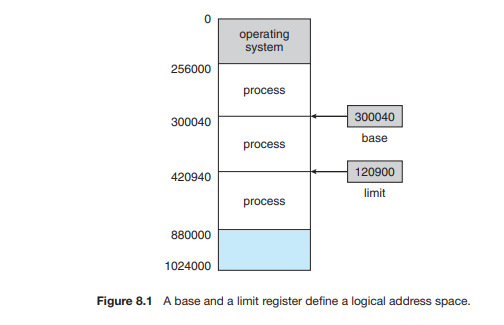 0
operating
system
256000
process
300040
300040
base
process
420940
120900
limit
process
880000
1024000
Figure 8.1 A base and a limit register define a logical address space.